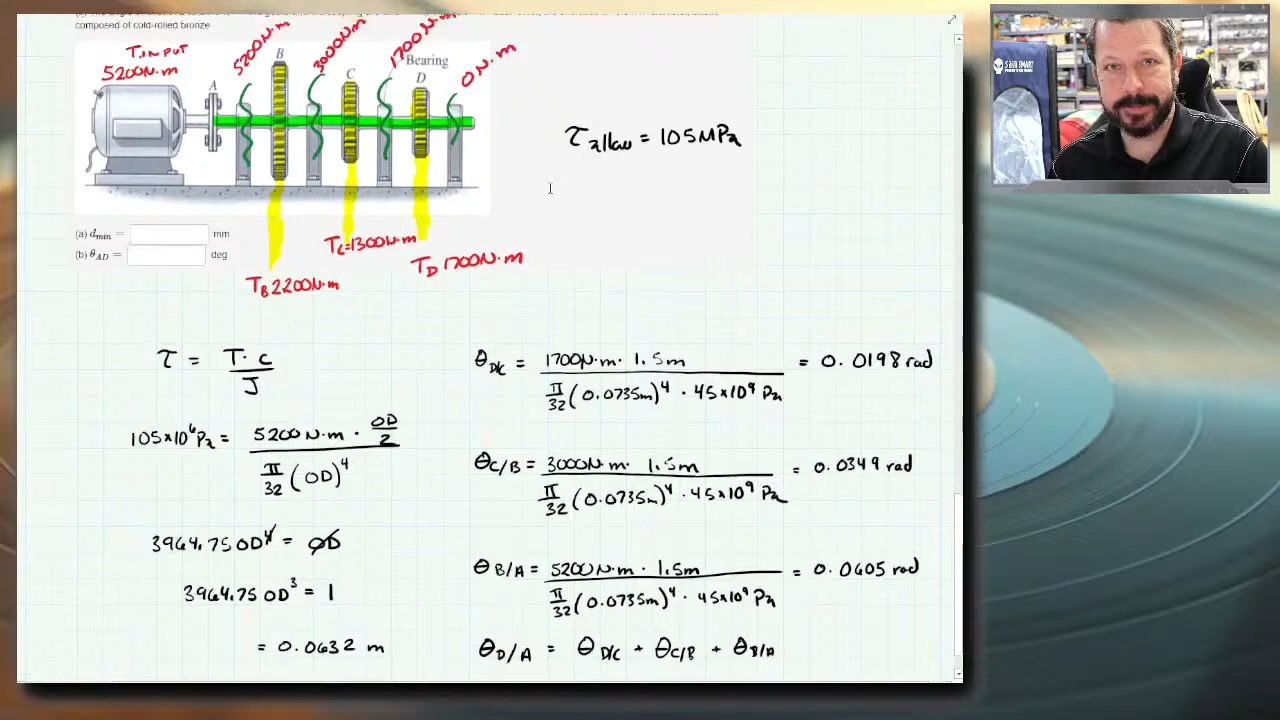 composed of cold-rolled bronze
T.INPUT
5200N·m
5200N·m
3000N·m
1700N·m
0 N·m
A
B
C
Bearing
D
τallow = 105MPa
(a) dmin = mm
(b) θAD = deg
TB 2200N·m
TC=1300N·m
TD 1700N·m
τ = T·c / J
105×10⁶Pa = 5200 N·m · OD/2 / π/32 (OD)⁴
3964.75 OD⁴ = OD
3964.75 OD³ = 1
= 0.0632 m
θD/C = 1700N·m · 1.5m / π/32 (0.0735m)⁴ · 45×10⁹ Pa = 0.0198 rad
θC/B = 3000N·m · 1.5m / π/32 (0.0735m)⁴ · 45×10⁹ Pa = 0.0349 rad
θB/A = 5200N·m · 1.5m / π/32 (0.0735m)⁴ · 45×10⁹ Pa = 0.0605 rad
θD/A = θD/C + θC/B + θB/A